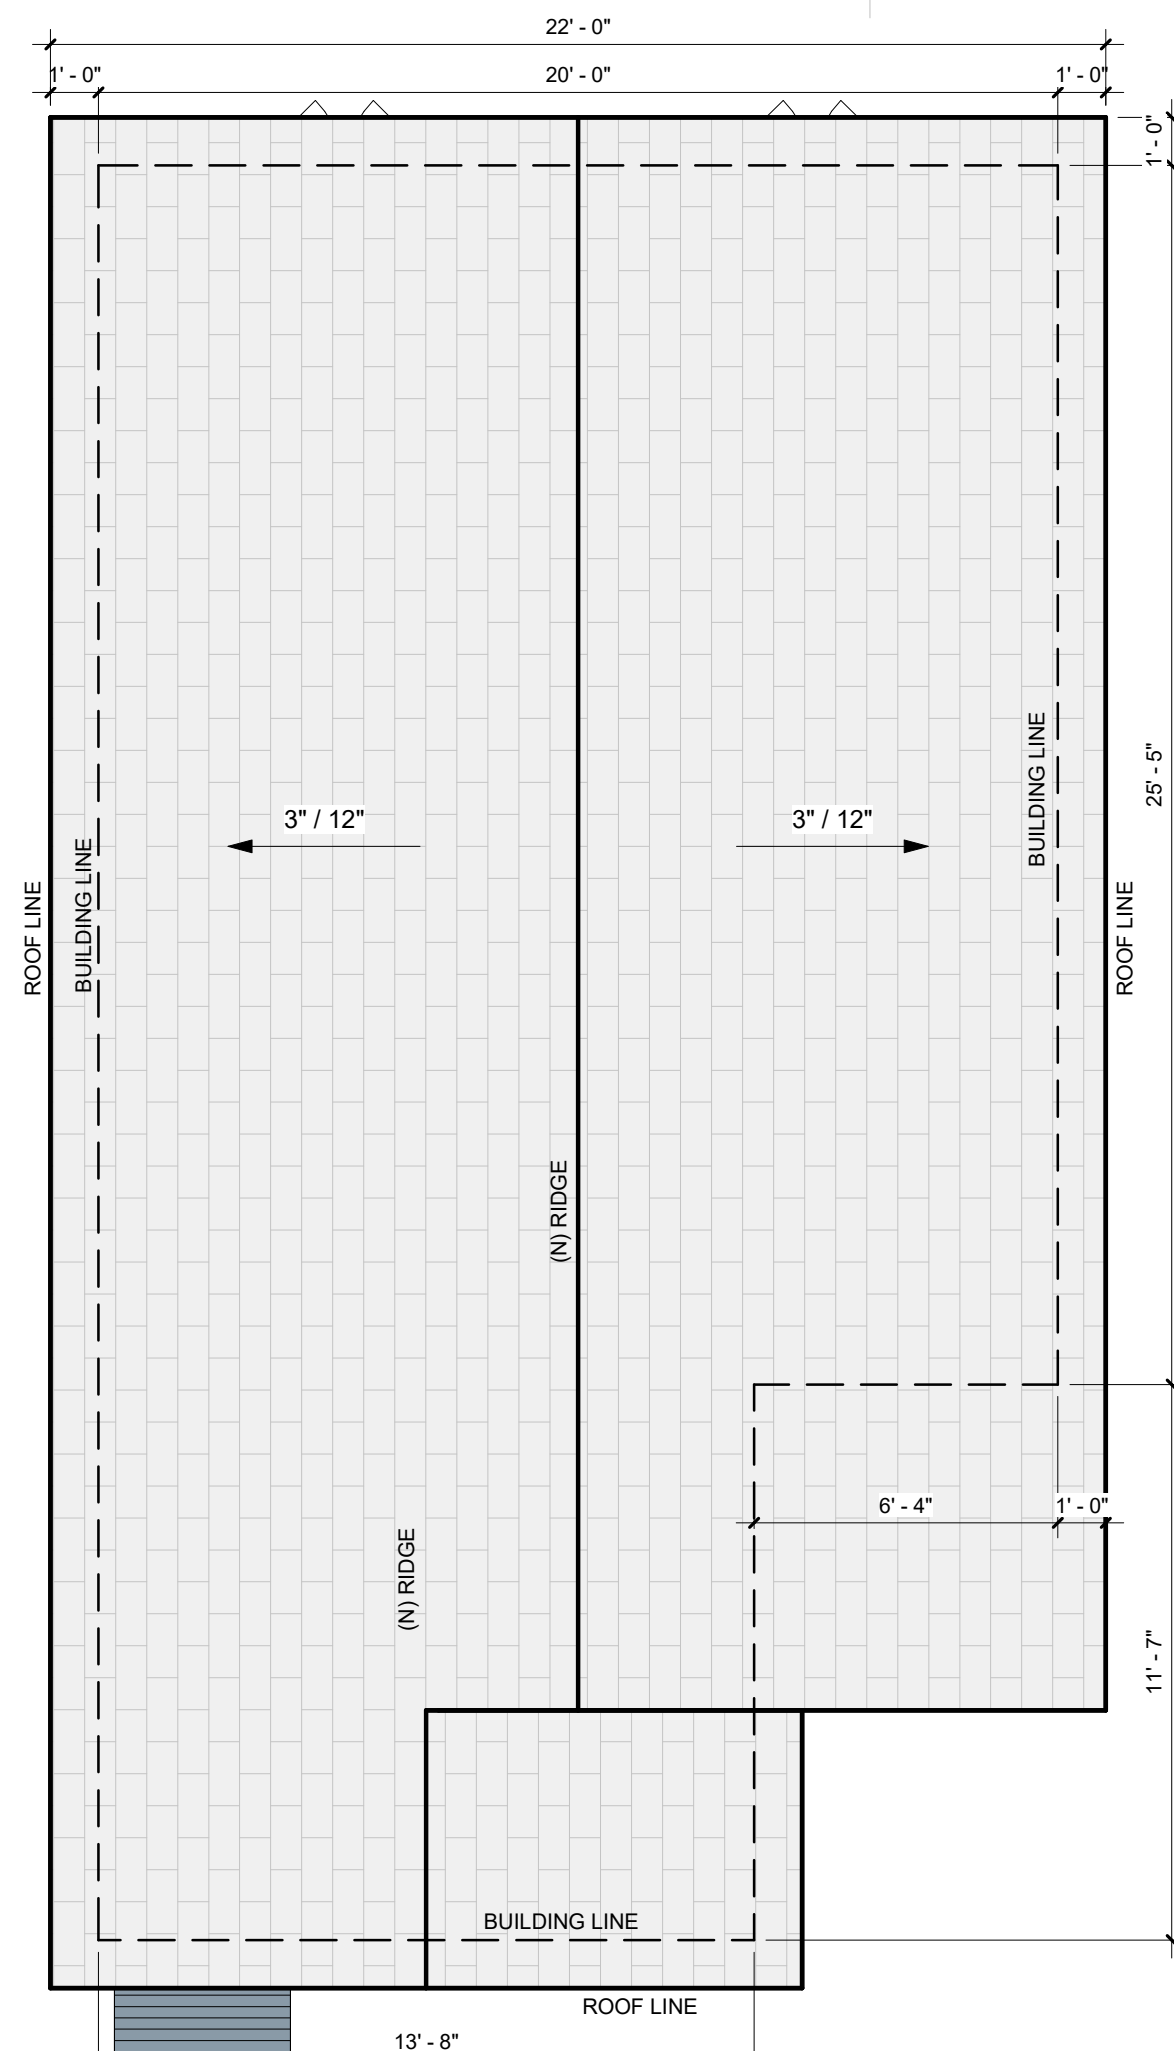 22' - 0"
1' - 0"
20' - 0"
1' - 0"
1' - 0"
25' - 5"
BUILDING LINE
3" / 12"
3" / 12"
BUILDING LINE
ROOF LINE
ROOF LINE
(N) RIDGE
6' - 4"
1' - 0"
(N) RIDGE
11' - 7"
BUILDING LINE
ROOF LINE
13' - 8"